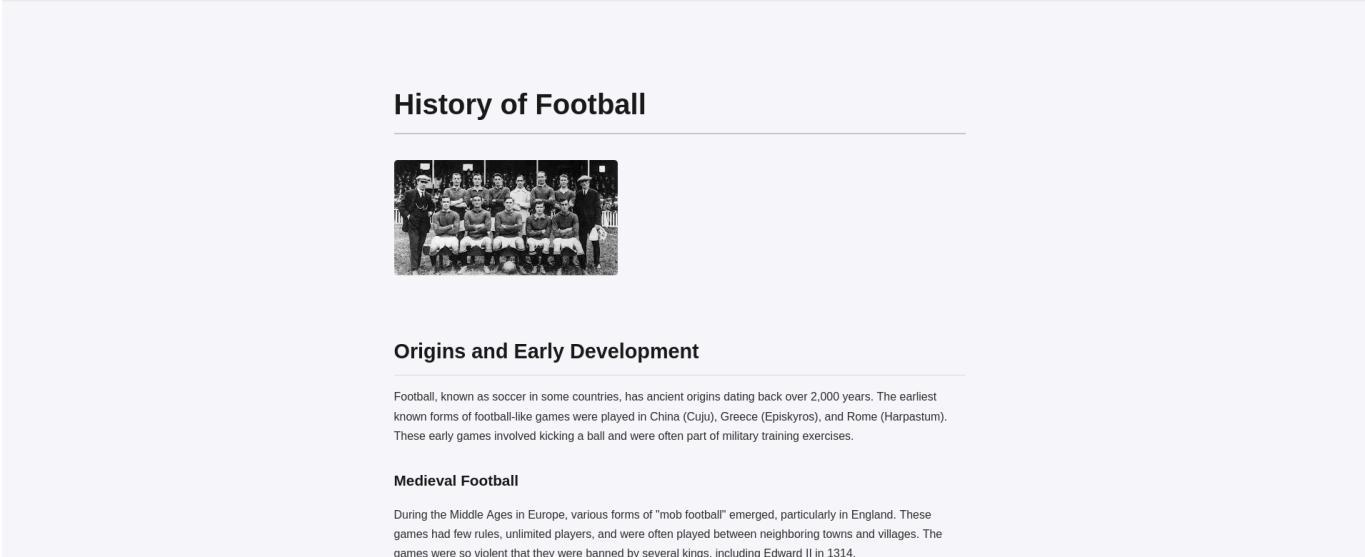 History of Football
Origins and Early Development
Football, known as soccer in some countries, has ancient origins dating back over 2,000 years. The earliest
known forms of football-like games were played in China (Cuju), Greece (Episkyros), and Rome (Harpastum).
These early games involved kicking a ball and were often part of military training exercises.
Medieval Football
During the Middle Ages in Europe, various forms of "mob football" emerged, particularly in England. These
games had few rules, unlimited players, and were often played between neighboring towns and villages. The
games were so violent that they were banned by several kings, including Edward II in 1314.